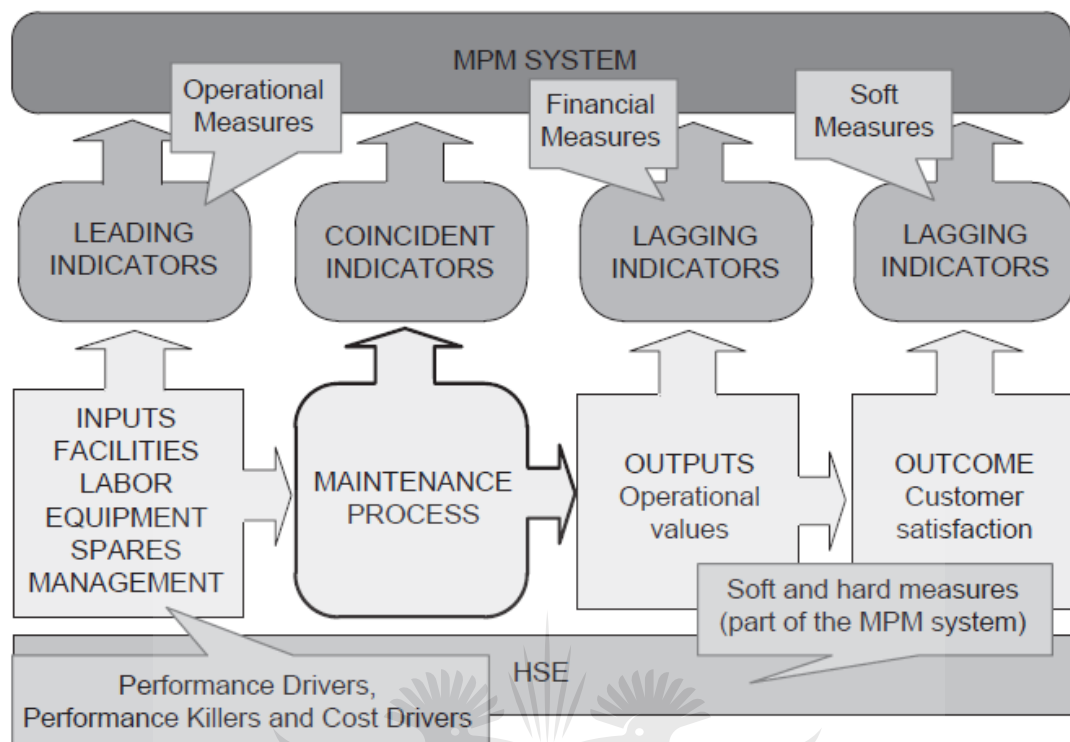 MPM SYSTEM
Operational
Measures
Financial
Measures
Soft
Measures
LEADING
INDICATORS
COINCIDENT
INDICATORS
LAGGING
INDICATORS
LAGGING
INDICATORS
INPUTS
FACILITIES
LABOR
EQUIPMENT
SPARES
MANAGEMENT
MAINTENANCE
PROCESS
OUTPUTS
Operational
values
OUTCOME
Customer
satisfaction
Soft and hard measures
(part of the MPM system)
HSE
Performance Drivers,
Performance Killers and Cost Drivers